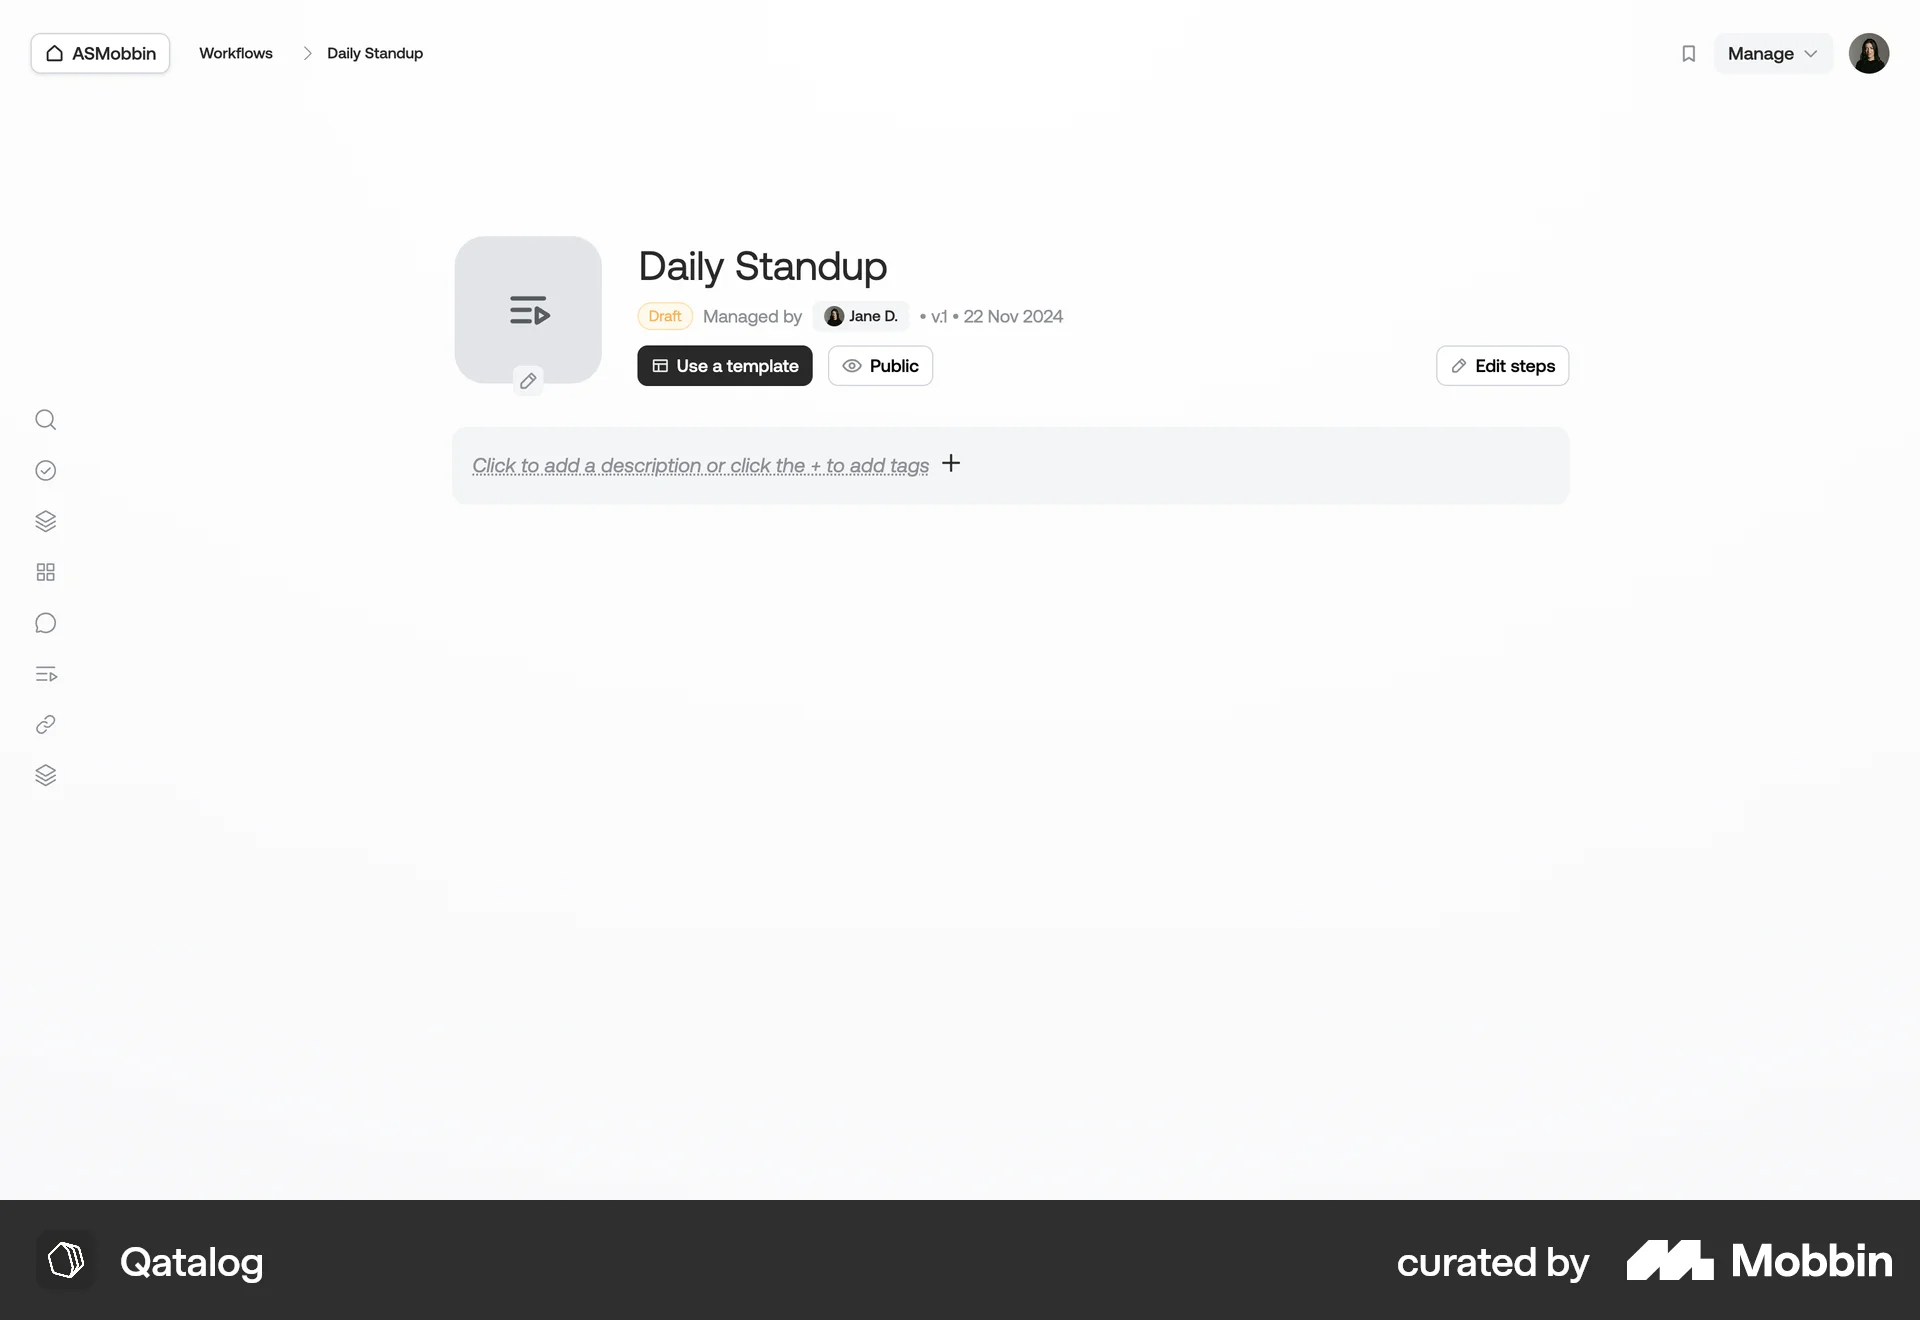 ASMobbin
Workflows
Daily Standup
Manage
Daily Standup
Draft Managed by Jane D. • v.1 • 22 Nov 2024
Use a template
Public
Edit steps
Click to add a description or click the + to add tags
Qatalog
curated by Mobbin